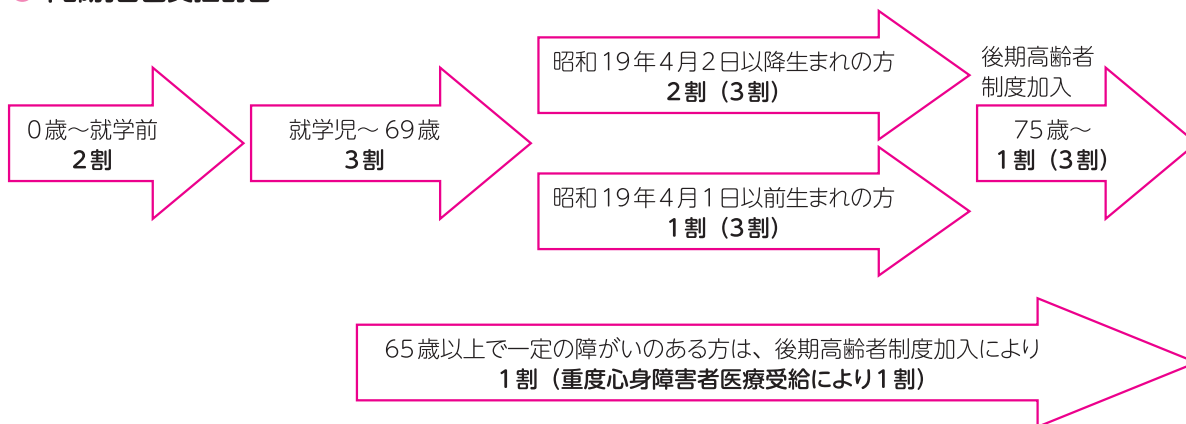 0歳~就学前
2割
就学児~69歳
3割
昭和19年4月2日以降生まれの方
2割(3割)
昭和19年4月1日以前生まれの方
1割(3割)
後期高齢者
制度加入
75歳~
1割(3割)
65歳以上で一定の障がいのある方は、後期高齢者制度加入により
1割(重度心身障害者医療受給により1割)